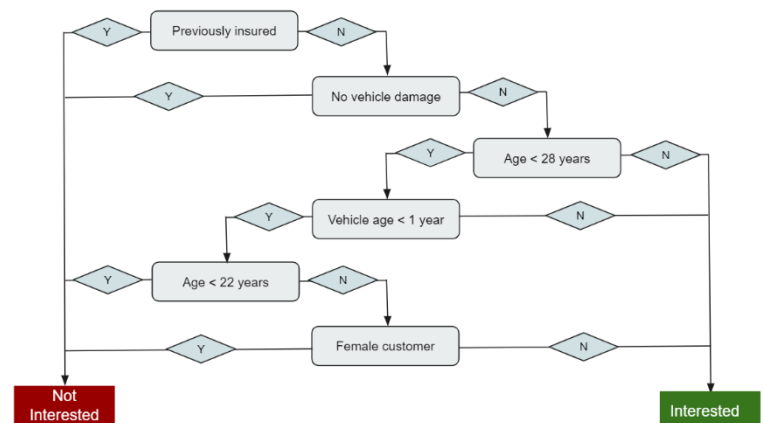 Y
Previously insured
N
Y
No vehicle damage
N
Y
Age < 28 years
N
Y
Vehicle age < 1 year
N
Y
Age < 22 years
N
Y
Female customer
N
Not
Interested
Interested